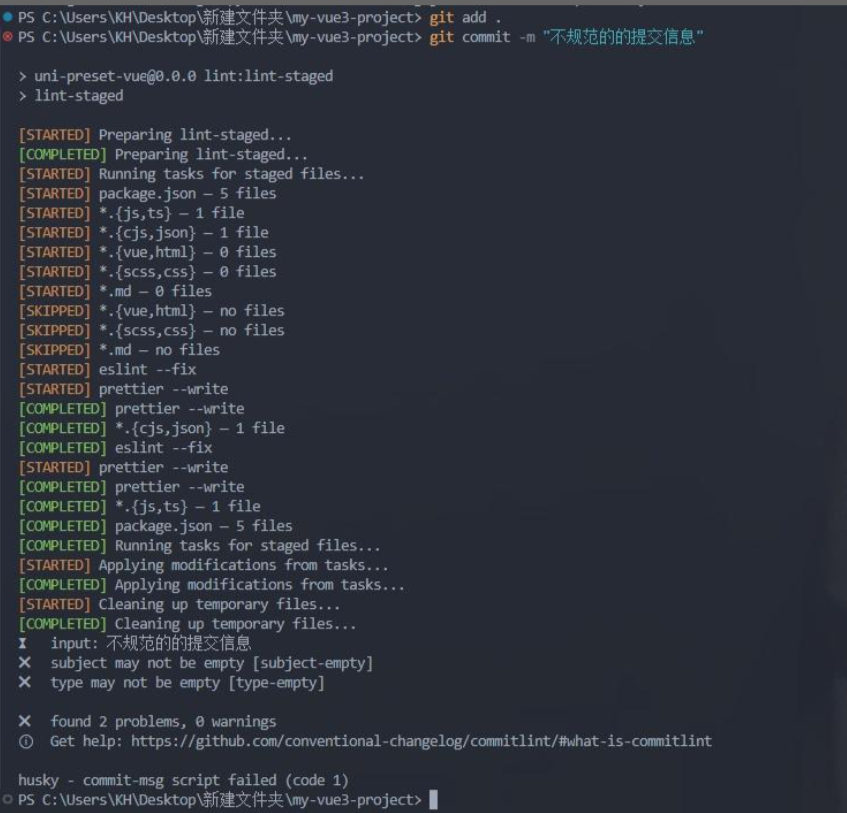 PS C:\Users\KH\Desktop\新建文件夹\my-vue3-project> git add .
PS C:\Users\KH\Desktop\新建文件夹\my-vue3-project> git commit -m "不规范的的提交信息"
> uni-preset-vue@0.0.0 lint:lint-staged
> lint-staged
[STARTED] Preparing lint-staged...
[COMPLETED] Preparing lint-staged...
[STARTED] Running tasks for staged files...
[STARTED] package.json — 5 files
[STARTED] *.{js,ts} — 1 file
[STARTED] *.{cjs,json} — 1 file
[STARTED] *.{vue,html} — 0 files
[STARTED] *.{scss,css} — 0 files
[STARTED] *.md — 0 files
[SKIPPED] *.{vue,html} — no files
[SKIPPED] *.{scss,css} — no files
[SKIPPED] *.md — no files
[STARTED] eslint --fix
[STARTED] prettier --write
[COMPLETED] prettier --write
[COMPLETED] *.{cjs,json} — 1 file
[COMPLETED] eslint --fix
[STARTED] prettier --write
[COMPLETED] prettier --write
[COMPLETED] *.{js,ts} — 1 file
[COMPLETED] package.json — 5 files
[COMPLETED] Running tasks for staged files...
[STARTED] Applying modifications from tasks...
[COMPLETED] Applying modifications from tasks...
[STARTED] Cleaning up temporary files...
[COMPLETED] Cleaning up temporary files...
⧗ input: 不规范的的提交信息
✕ subject may not be empty [subject-empty]
✕ type may not be empty [type-empty]
✕ found 2 problems, 0 warnings
ⓘ Get help: https://github.com/conventional-changelog/commitlint/#what-is-commitlint
husky - commit-msg script failed (code 1)
PS C:\Users\KH\Desktop\新建文件夹\my-vue3-project>